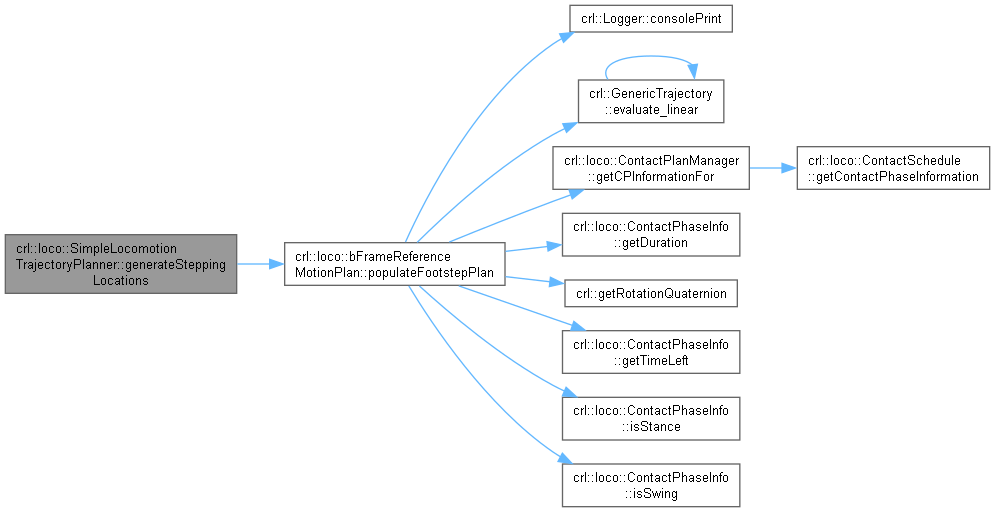 crl::Logger::consolePrint
crl::GenericTrajectory
::evaluate_linear
crl::loco::ContactPlanManager
::getCPInformationFor
crl::loco::ContactSchedule
::getContactPhaseInformation
crl::loco::SimpleLocomotion
TrajectoryPlanner::generateStepping
Locations
crl::loco::bFrameReference
MotionPlan::populateFootstepPlan
crl::loco::ContactPhaseInfo
::getDuration
crl::getRotationQuaternion
crl::loco::ContactPhaseInfo
::getTimeLeft
crl::loco::ContactPhaseInfo
::isStance
crl::loco::ContactPhaseInfo
::isSwing